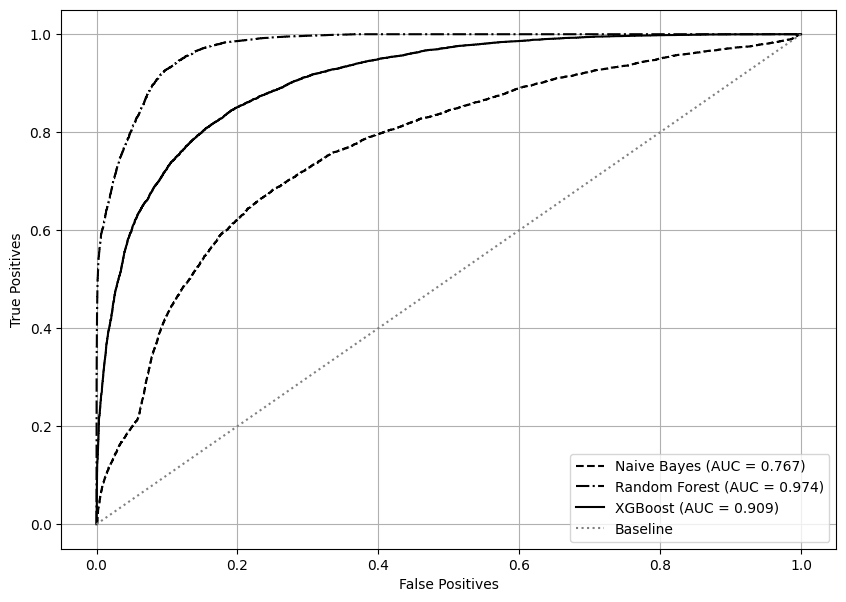 1.0
0.8
0.6
0.4
0.2
0.0
True Positives
0.0 0.2 0.4 0.6 0.8 1.0
False Positives
Naive Bayes (AUC = 0.767)
Random Forest (AUC = 0.974)
XGBoost (AUC = 0.909)
Baseline